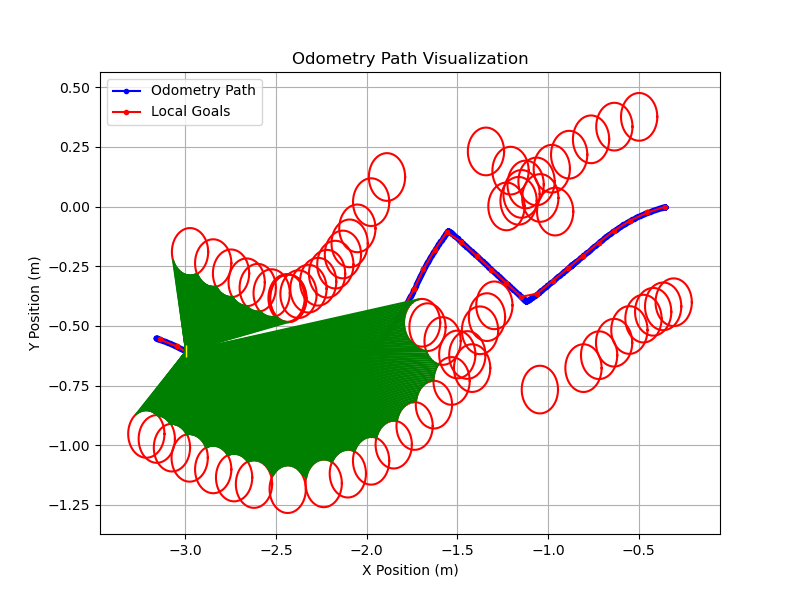 Odometry Path Visualization
Odometry Path
Local Goals
Y Position (m)
0.50
0.25
0.00
−0.25
−0.50
−0.75
−1.00
−1.25
−3.0 −2.5 −2.0 −1.5 −1.0 −0.5
X Position (m)